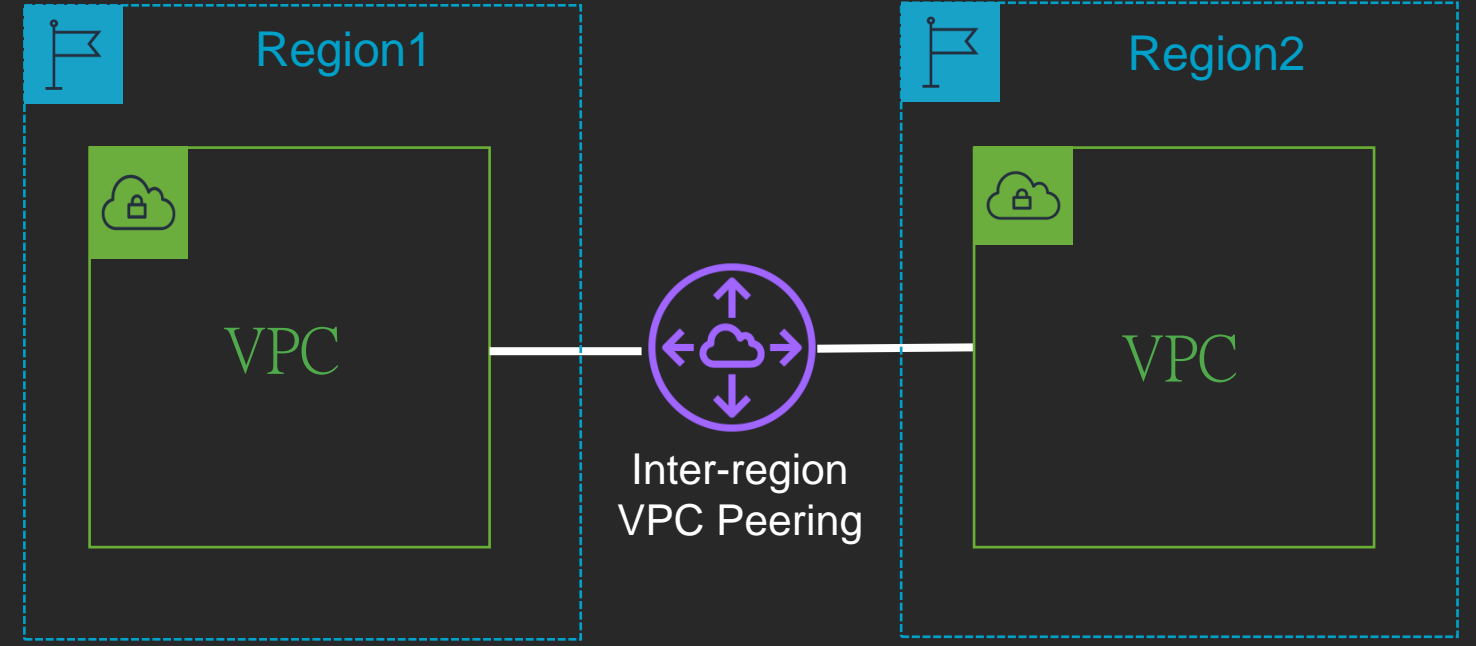 Region1
Region2
VPC
VPC
Inter-region
VPC Peering